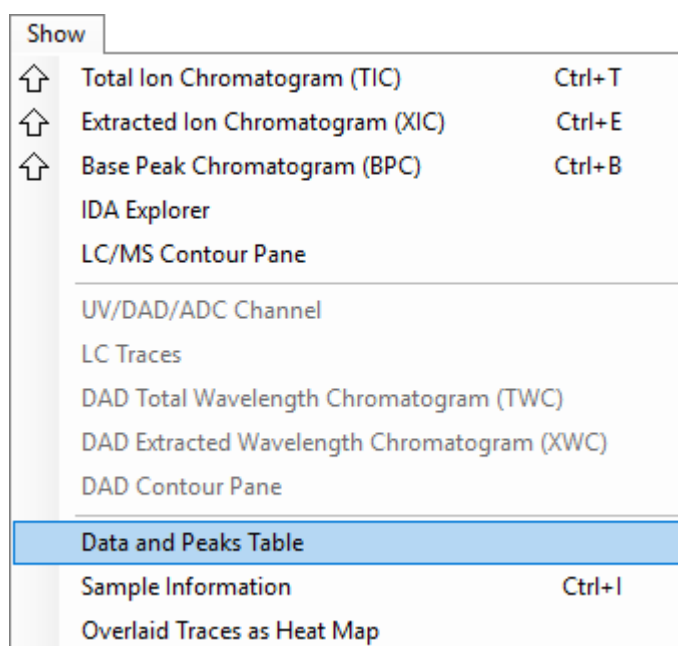 Show
Total Ion Chromatogram (TIC) Ctrl+T
Extracted Ion Chromatogram (XIC) Ctrl+E
Base Peak Chromatogram (BPC) Ctrl+B
IDA Explorer
LC/MS Contour Pane
UV/DAD/ADC Channel
LC Traces
DAD Total Wavelength Chromatogram (TWC)
DAD Extracted Wavelength Chromatogram (XWC)
DAD Contour Pane
Data and Peaks Table
Sample Information Ctrl+I
Overlaid Traces as Heat Map